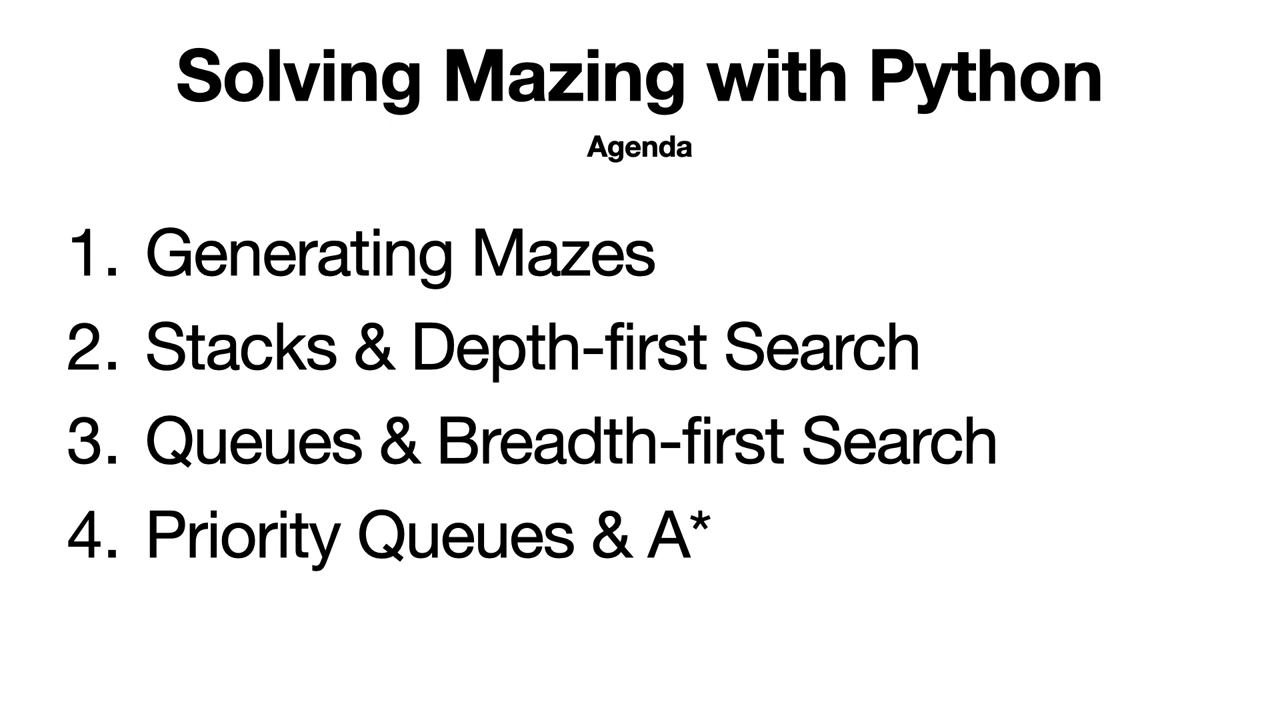 Solving Mazing with Python
Agenda
1. Generating Mazes
2. Stacks & Depth-first Search
3. Queues & Breadth-first Search
4. Priority Queues & A*